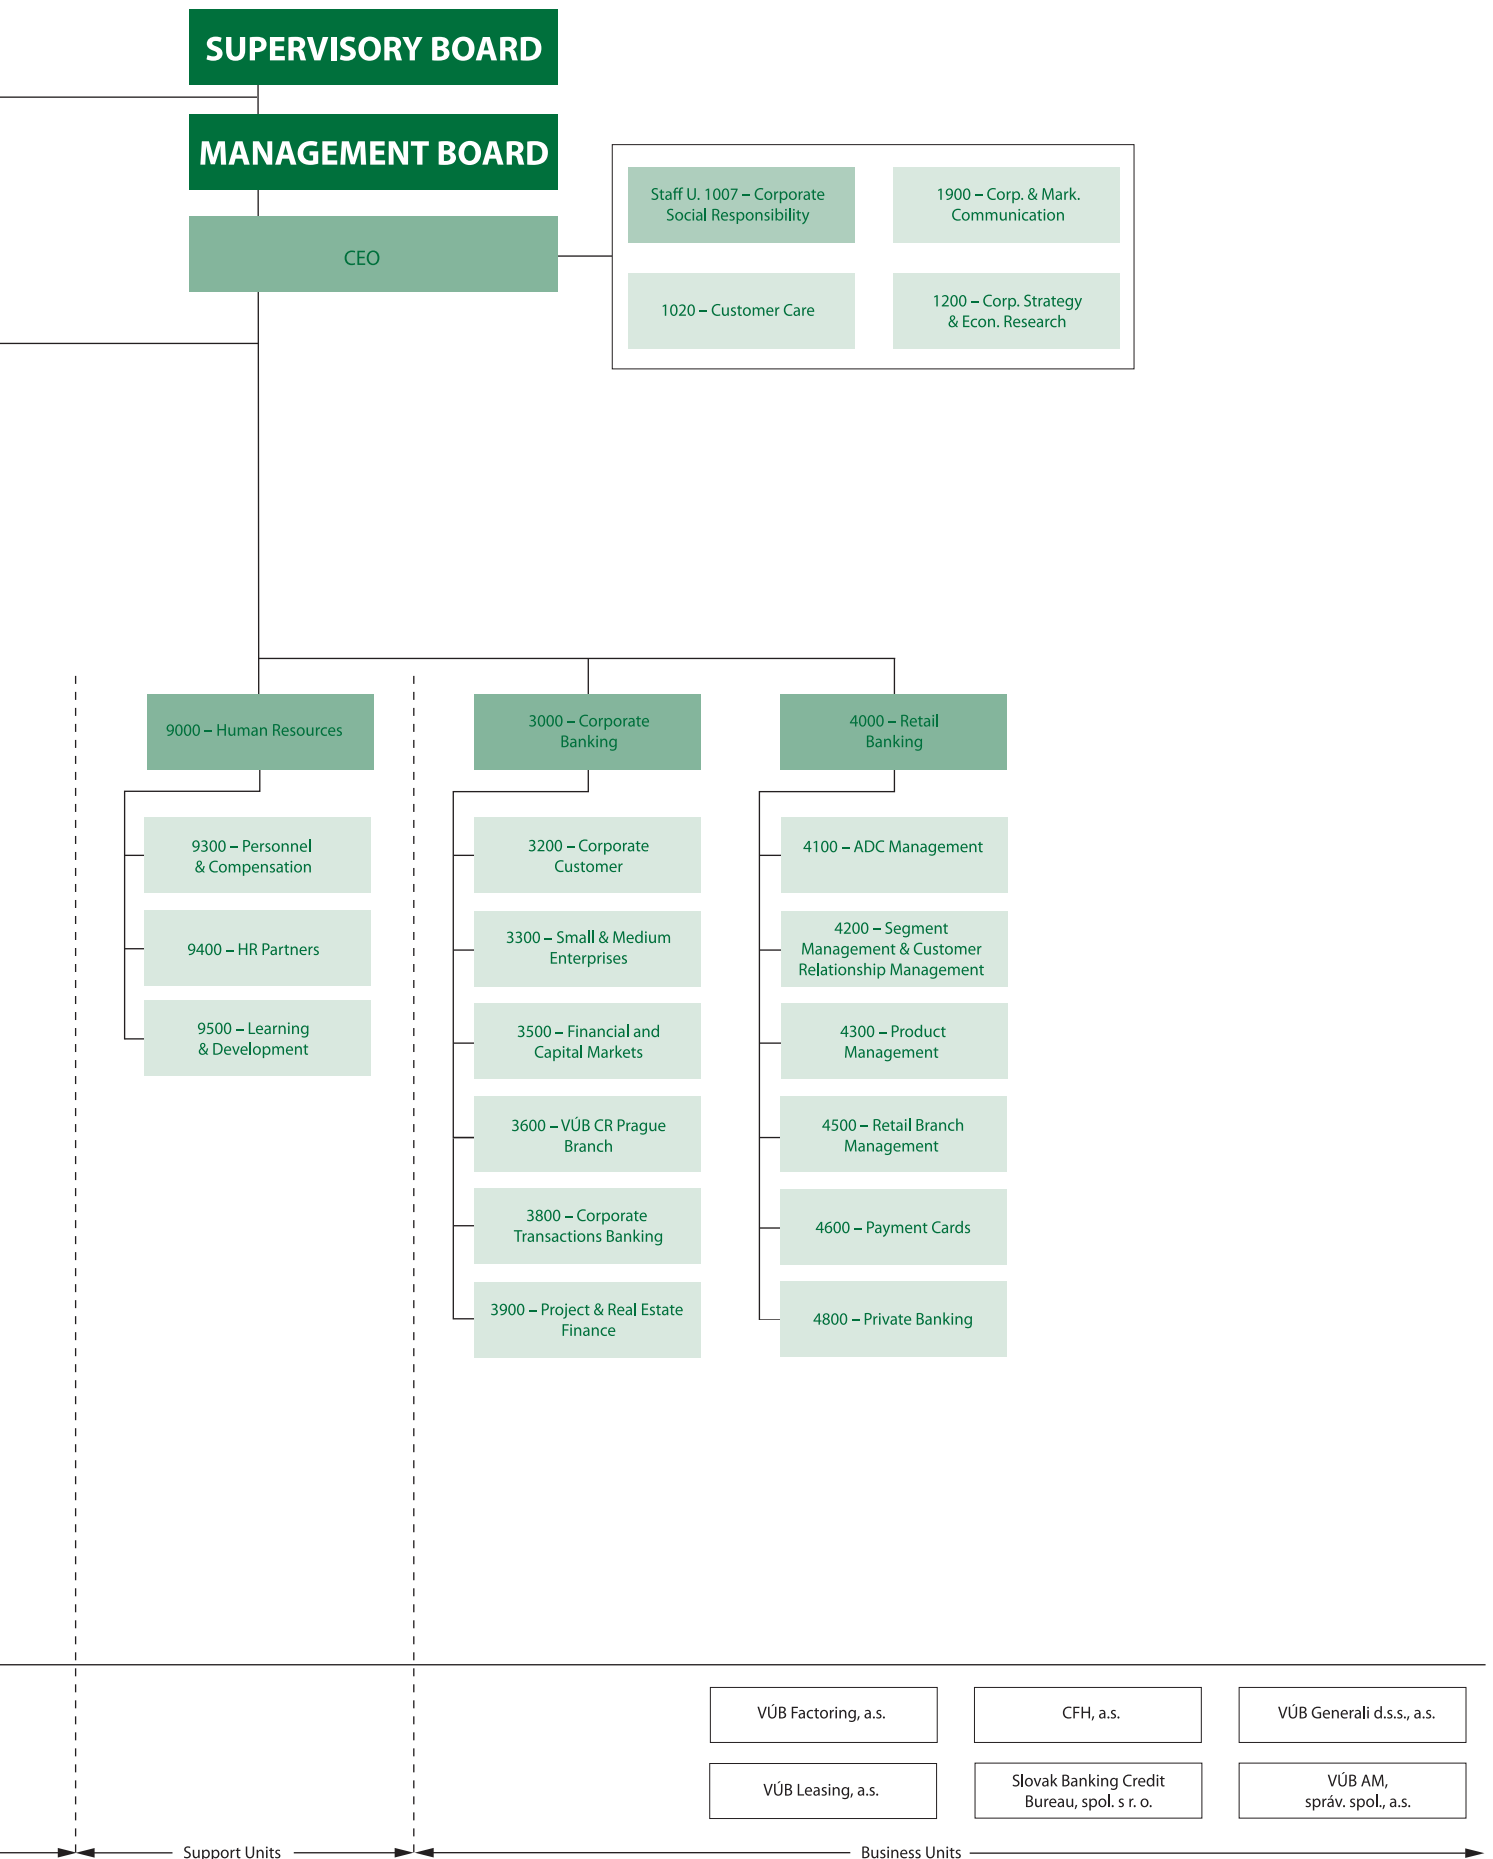 SUPERVISORY BOARD
MANAGEMENT BOARD
CEO
Staff U. 1007 – Corporate
Social Responsibility
1900 – Corp. & Mark.
Communication
1020 – Customer Care
1200 – Corp. Strategy
& Econ. Research
9000 – Human Resources
9300 – Personnel
& Compensation
9400 – HR Partners
9500 – Learning
& Development
3000 – Corporate
Banking
3200 – Corporate
Customer
3300 – Small & Medium
Enterprises
3500 – Financial and
Capital Markets
3600 – VÚB CR Prague
Branch
3800 – Corporate
Transactions Banking
3900 – Project & Real Estate
Finance
4000 – Retail
Banking
4100 – ADC Management
4200 – Segment
Management & Customer
Relationship Management
4300 – Product
Management
4500 – Retail Branch
Management
4600 – Payment Cards
4800 – Private Banking
VÚB Factoring, a.s.
CFH, a.s.
VÚB Generali d.s.s., a.s.
VÚB Leasing, a.s.
Slovak Banking Credit
Bureau, spol. s r. o.
VÚB AM,
správ. spol., a.s.
Support Units
Business Units